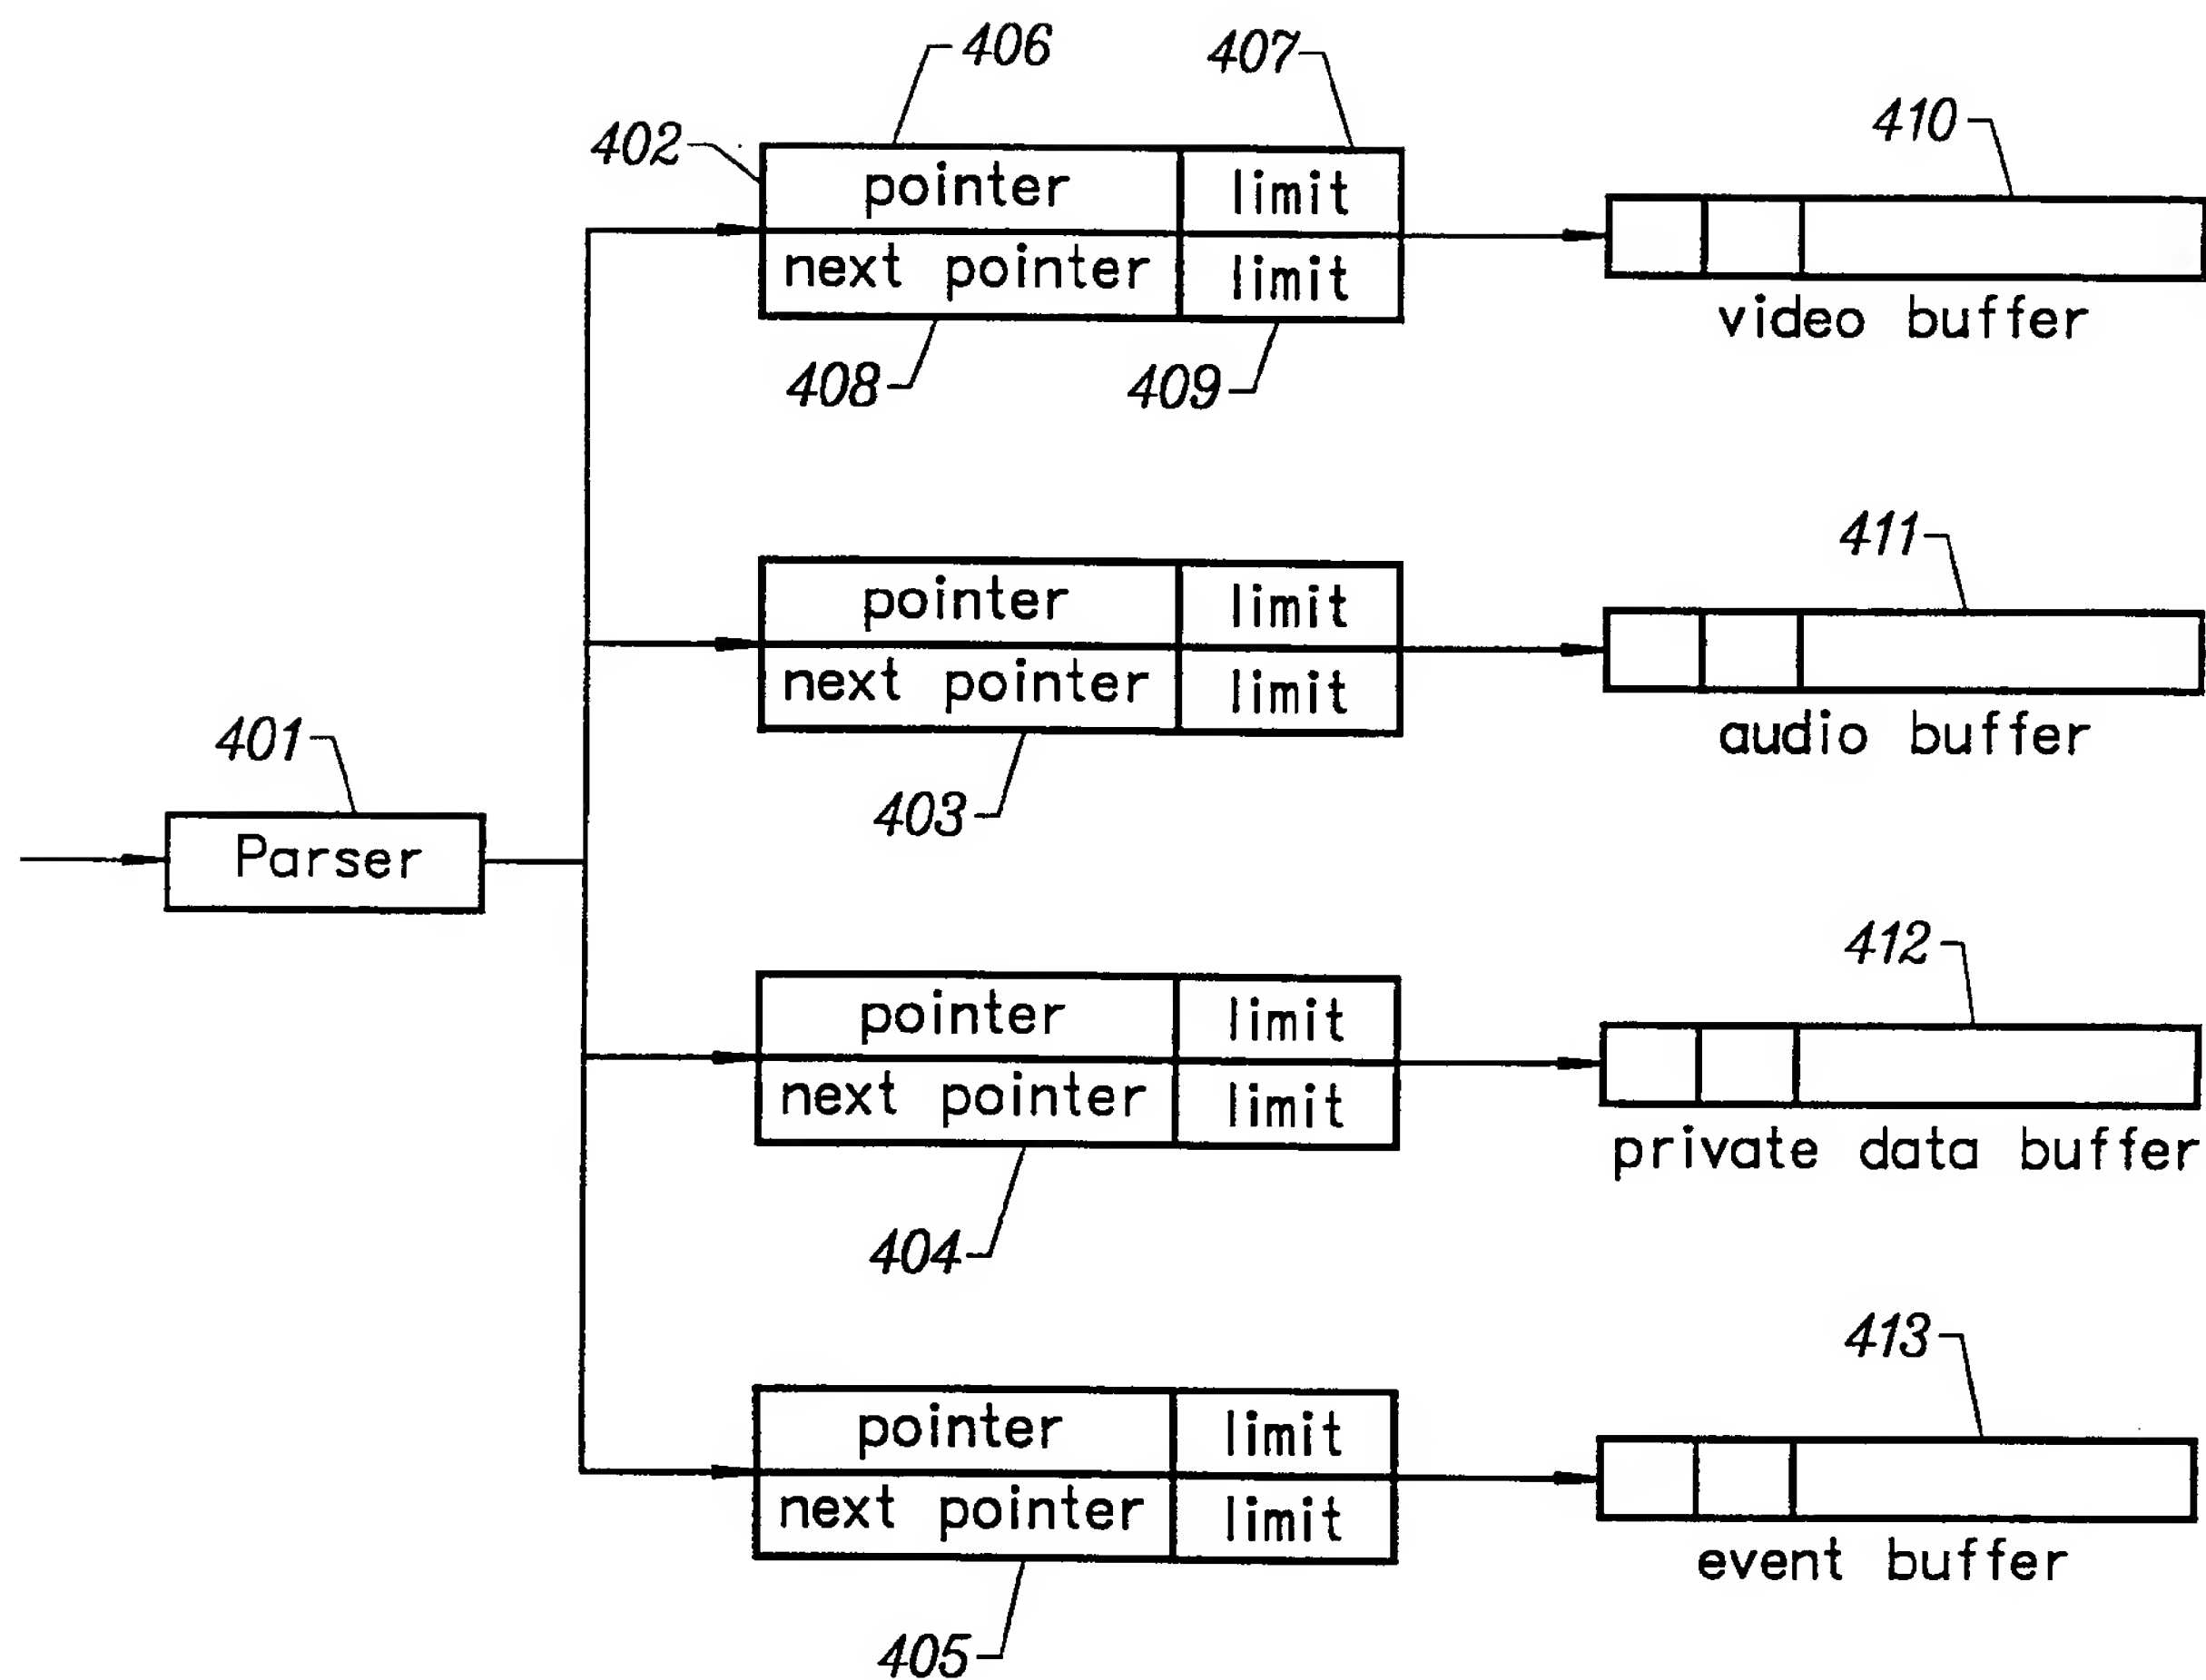 406
407
402
410
pointer limit
next pointer limit
video buffer
408
409
411
pointer limit
next pointer limit
audio buffer
401
403
Parser
412
pointer limit
next pointer limit
private data buffer
404
413
pointer limit
next pointer limit
event buffer
405